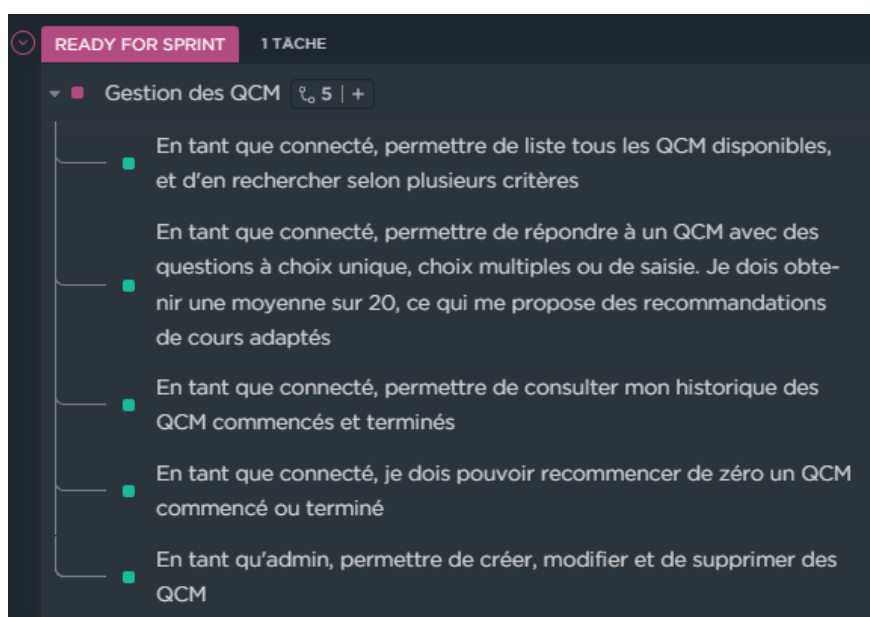 READY FOR SPRINT 1 TÂCHE
Gestion des QCM 5 | +
En tant que connecté, permettre de liste tous les QCM disponibles,
et d'en rechercher selon plusieurs critères
En tant que connecté, permettre de répondre à un QCM avec des
questions à choix unique, choix multiples ou de saisie. Je dois obte-
nir une moyenne sur 20, ce qui me propose des recommandations
de cours adaptés
En tant que connecté, permettre de consulter mon historique des
QCM commencés et terminés
En tant que connecté, je dois pouvoir recommencer de zéro un QCM
commencé ou terminé
En tant qu'admin, permettre de créer, modifier et de supprimer des
QCM